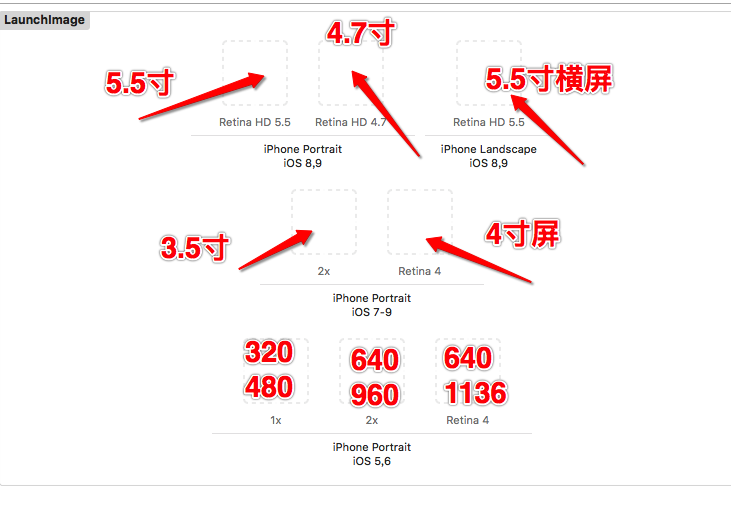 LaunchImage
4.7寸
5.5寸
5.5寸横屏
Retina HD 5.5
Retina HD 4.7
Retina HD 5.5
iPhone Portrait
iOS 8,9
iPhone Landscape
iOS 8,9
3.5寸
4寸屏
2x
Retina 4
iPhone Portrait
iOS 7-9
320
480
640
960
640
1136
1x
2x
Retina 4
iPhone Portrait
iOS 5,6